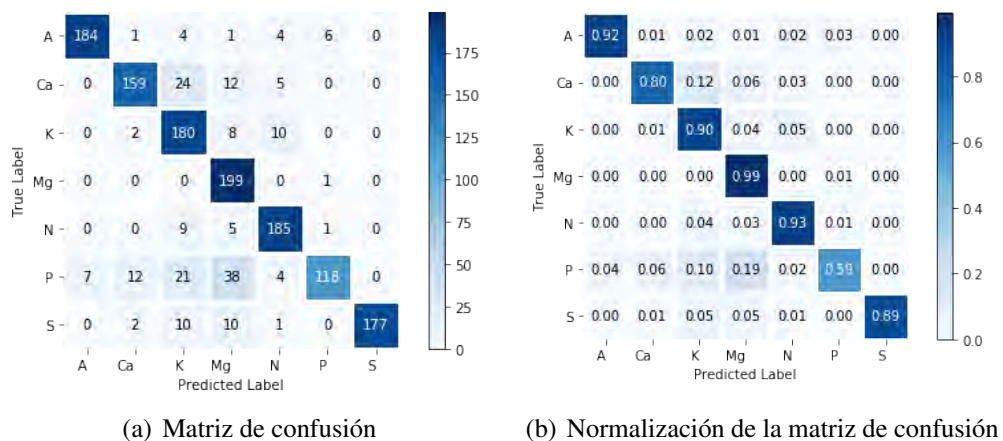 A - 184 1 4 1 4 6 0
Ca - 0 159 24 12 5 0 0
K - 0 2 180 8 10 0 0
Mg - 0 0 0 199 0 1 0
N - 0 0 9 5 185 1 0
P - 7 12 21 38 4 118 0
S - 0 2 10 10 1 0 177
A Ca K Mg N P S
Predicted Label
True Label
175
150
125
100
75
50
25
0
A - 0.92 0.01 0.02 0.01 0.02 0.03 0.00
Ca - 0.00 0.80 0.12 0.06 0.03 0.00 0.00
K - 0.00 0.01 0.90 0.04 0.05 0.00 0.00
Mg - 0.00 0.00 0.00 0.99 0.00 0.01 0.00
N - 0.00 0.00 0.04 0.03 0.93 0.01 0.00
P - 0.04 0.06 0.10 0.19 0.02 0.59 0.00
S - 0.00 0.01 0.05 0.05 0.01 0.00 0.89
A Ca K Mg N P S
Predicted Label
True Label
0.8
0.6
0.4
0.2
0.0
(a) Matriz de confusión
(b) Normalización de la matriz de confusión